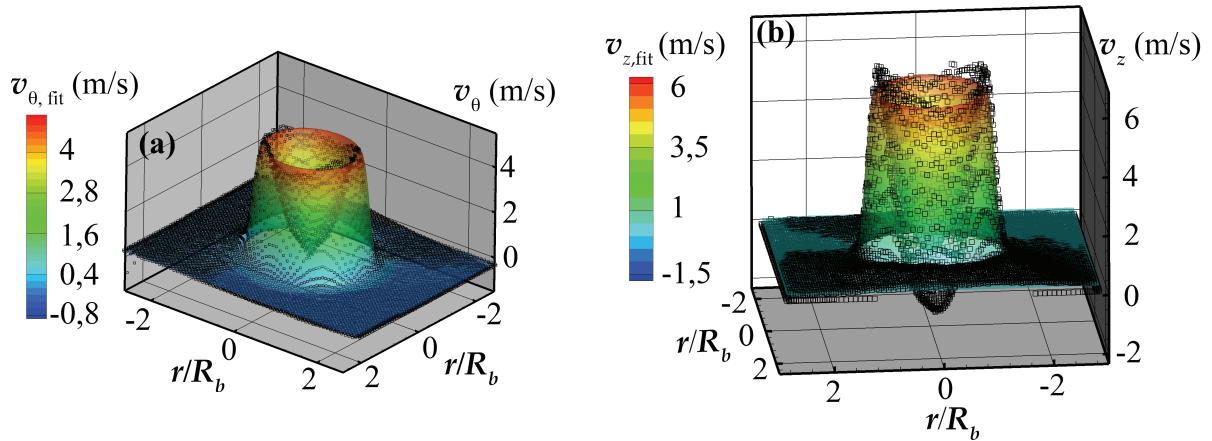 v_θ, fit (m/s)
4
2,8
1,6
0,4
-0,8
(a)
v_θ (m/s)
4
2
0
-2
0
2
r/R_b
-2
0
2
r/R_b
v_z,fit (m/s)
6
3,5
1
-1,5
(b)
v_z (m/s)
6
4
2
0
-2
-2
0
2
r/R_b
2
0
-2
r/R_b